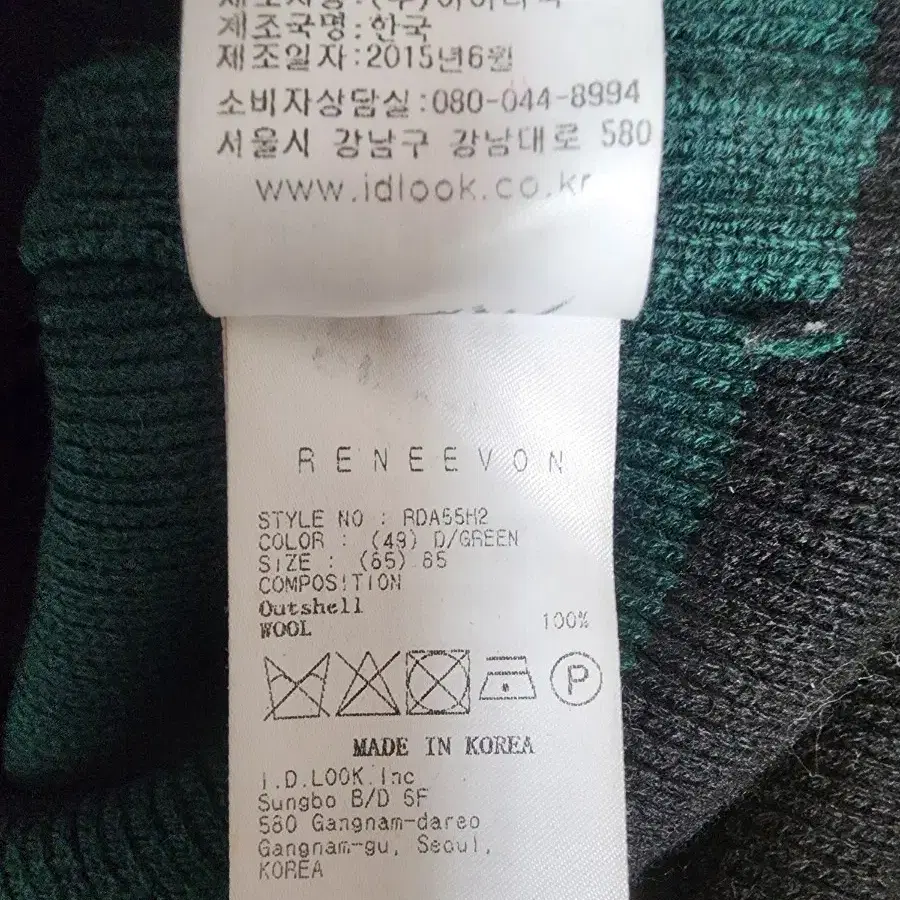 제조국명:한국
제조일자:2015년6월
소비자상담실:080-044-8994
서울시 강남구 강남대로 580
www.idlook.co.kr
RENEEVON
STYLE NO : RDA55H2
COLOR : (49) D/GREEN
SIZE : (85) 85
COMPOSITION
Outshell
WOOL 100%
P
MADE IN KOREA
I.D.LOOK.Inc
Sungbo B/D 5F
580 Gangnam-dareo
Gangnam-gu, Seoul,
KOREA